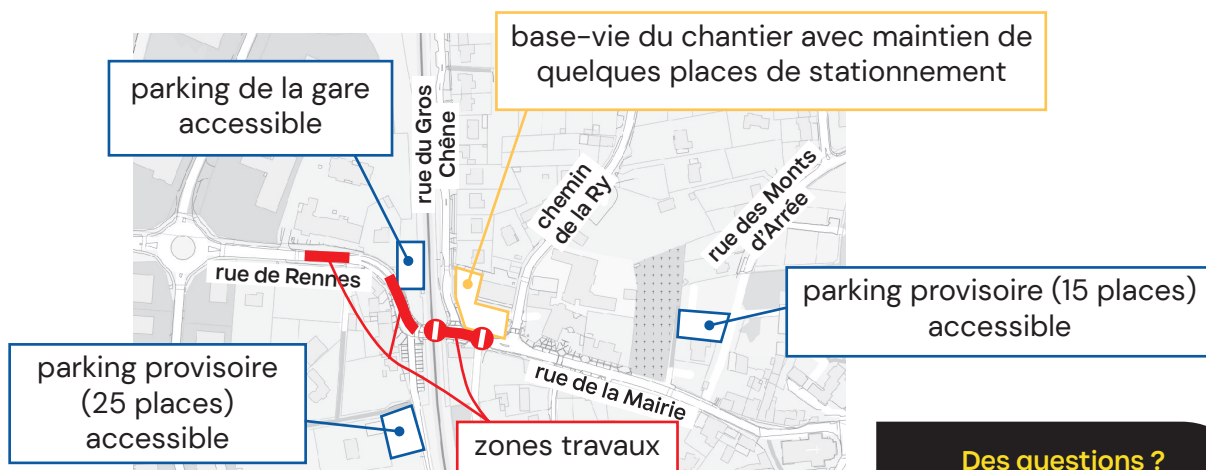 base-vie du chantier avec maintien de
quelques places de stationnement
parking de la gare
accessible
rue du Gros
Chêne
chemin
de la Ry
rue des Monts
d'Arrée
rue de Rennes
parking provisoire (15 places)
accessible
rue de la Mairie
parking provisoire
(25 places)
accessible
zones travaux
Des questions ?